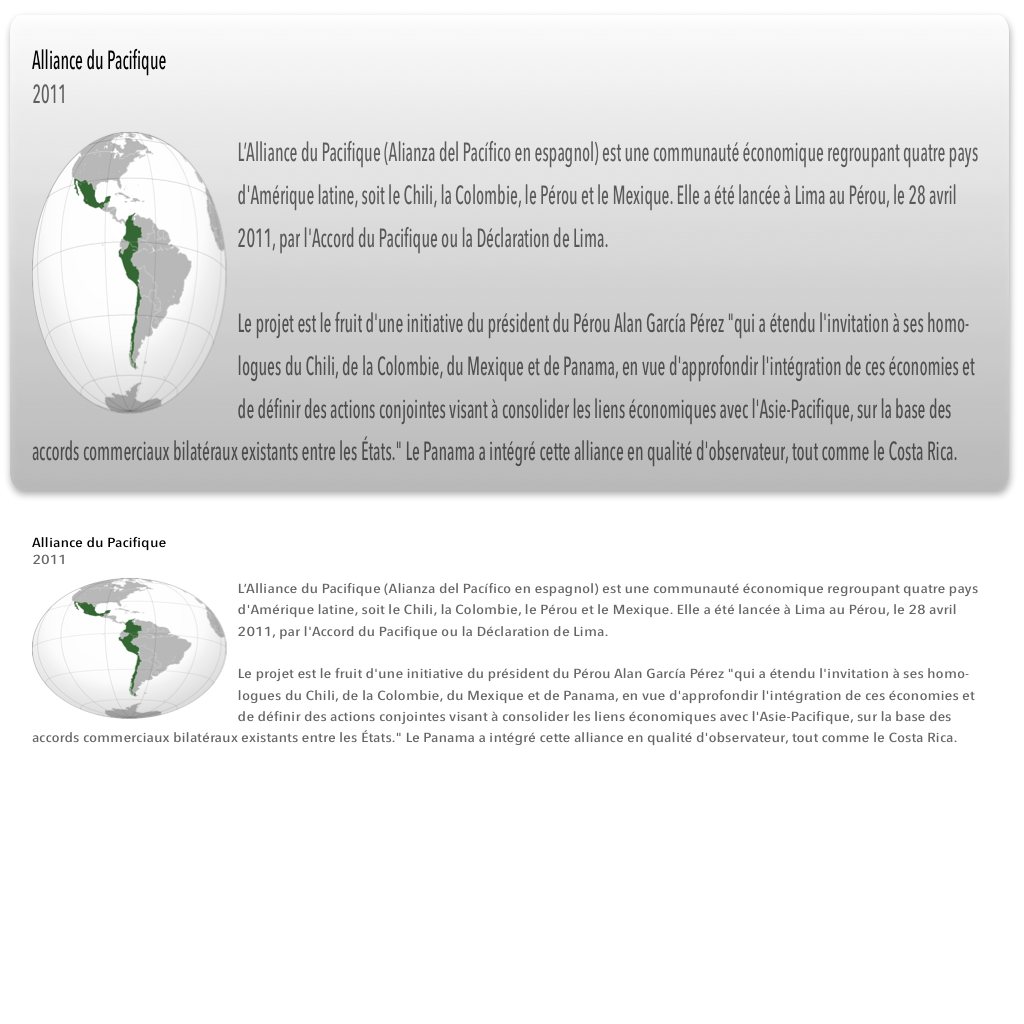 Alliance du Pacifique
2011
L’Alliance du Pacifique (Alianza del Pacífico en espagnol) est une communauté économique regroupant quatre pays
d'Amérique latine, soit le Chili, la Colombie, le Pérou et le Mexique. Elle a été lancée à Lima au Pérou, le 28 avril
2011, par l'Accord du Pacifique ou la Déclaration de Lima.
Le projet est le fruit d'une initiative du président du Pérou Alan García Pérez "qui a étendu l'invitation à ses homo-
logues du Chili, de la Colombie, du Mexique et de Panama, en vue d'approfondir l'intégration de ces économies et
de définir des actions conjointes visant à consolider les liens économiques avec l'Asie-Pacifique, sur la base des
accords commerciaux bilatéraux existants entre les États." Le Panama a intégré cette alliance en qualité d'observateur, tout comme le Costa Rica.
Alliance du Pacifique
2011
L’Alliance du Pacifique (Alianza del Pacífico en espagnol) est une communauté économique regroupant quatre pays
d'Amérique latine, soit le Chili, la Colombie, le Pérou et le Mexique. Elle a été lancée à Lima au Pérou, le 28 avril
2011, par l'Accord du Pacifique ou la Déclaration de Lima.
Le projet est le fruit d'une initiative du président du Pérou Alan García Pérez "qui a étendu l'invitation à ses homo-
logues du Chili, de la Colombie, du Mexique et de Panama, en vue d'approfondir l'intégration de ces économies et
de définir des actions conjointes visant à consolider les liens économiques avec l'Asie-Pacifique, sur la base des
accords commerciaux bilatéraux existants entre les États." Le Panama a intégré cette alliance en qualité d'observateur, tout comme le Costa Rica.